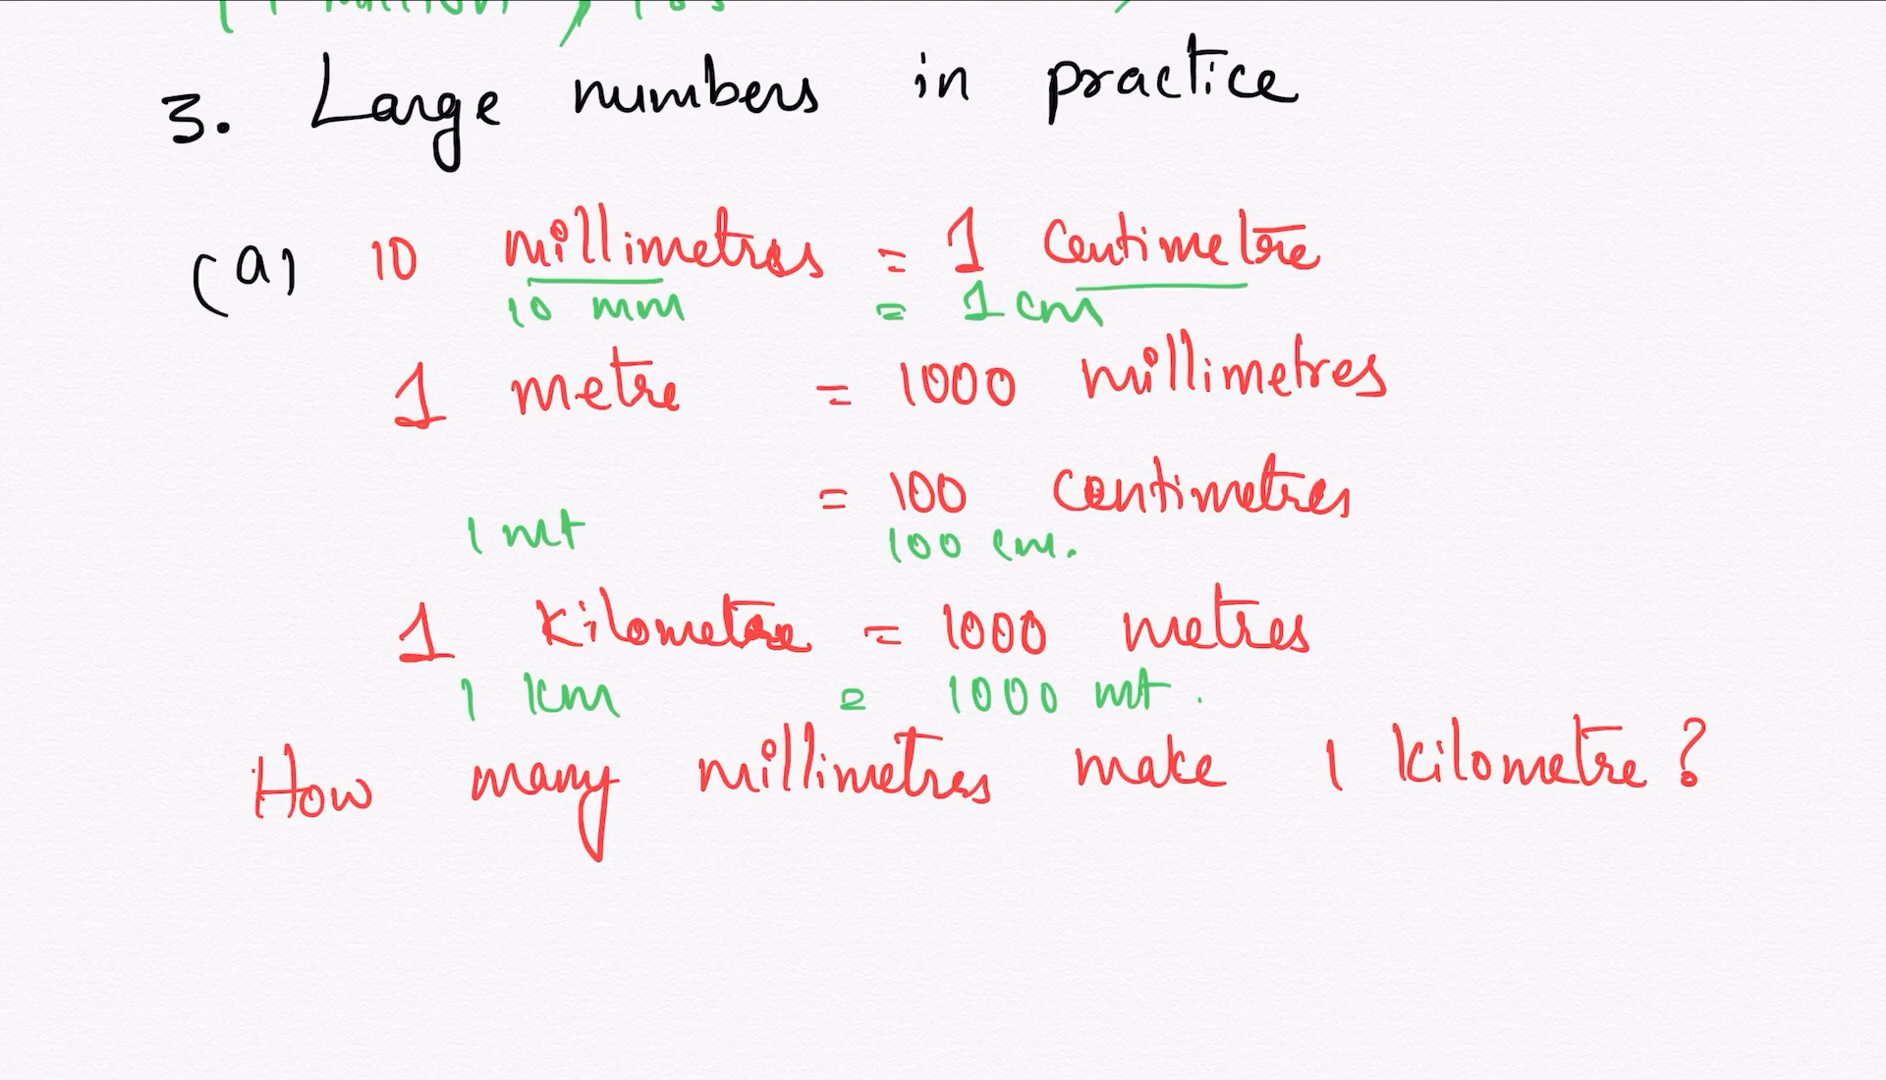 3. Large numbers in practice
(a) 10 millimetres = 1 centimetre
10 mm = 1 cm
1 metre = 1000 millimetres
= 100 centimetres
1 mt 100 cm.
1 kilometre = 1000 metres
1 km = 1000 mt.
How many millimetres make 1 kilometre?